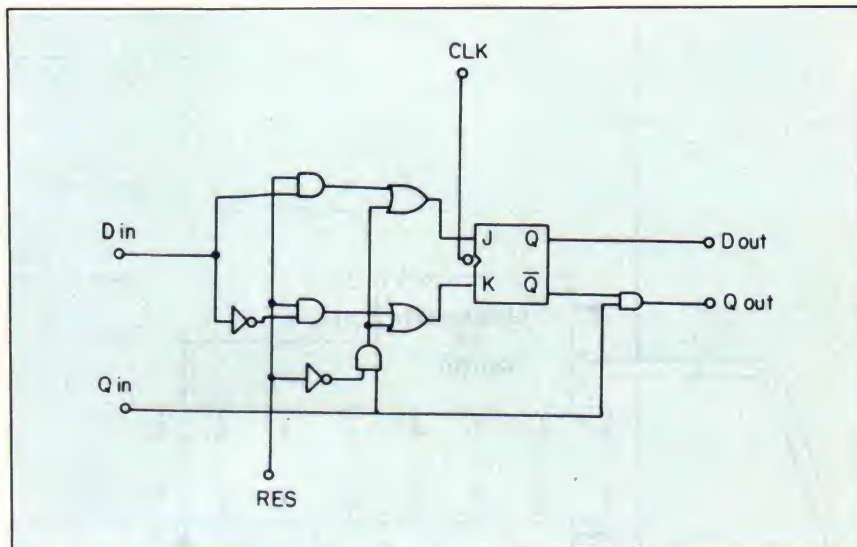 CLK
D in
J Q
D out
K Q̅
Q out
Q in
RES